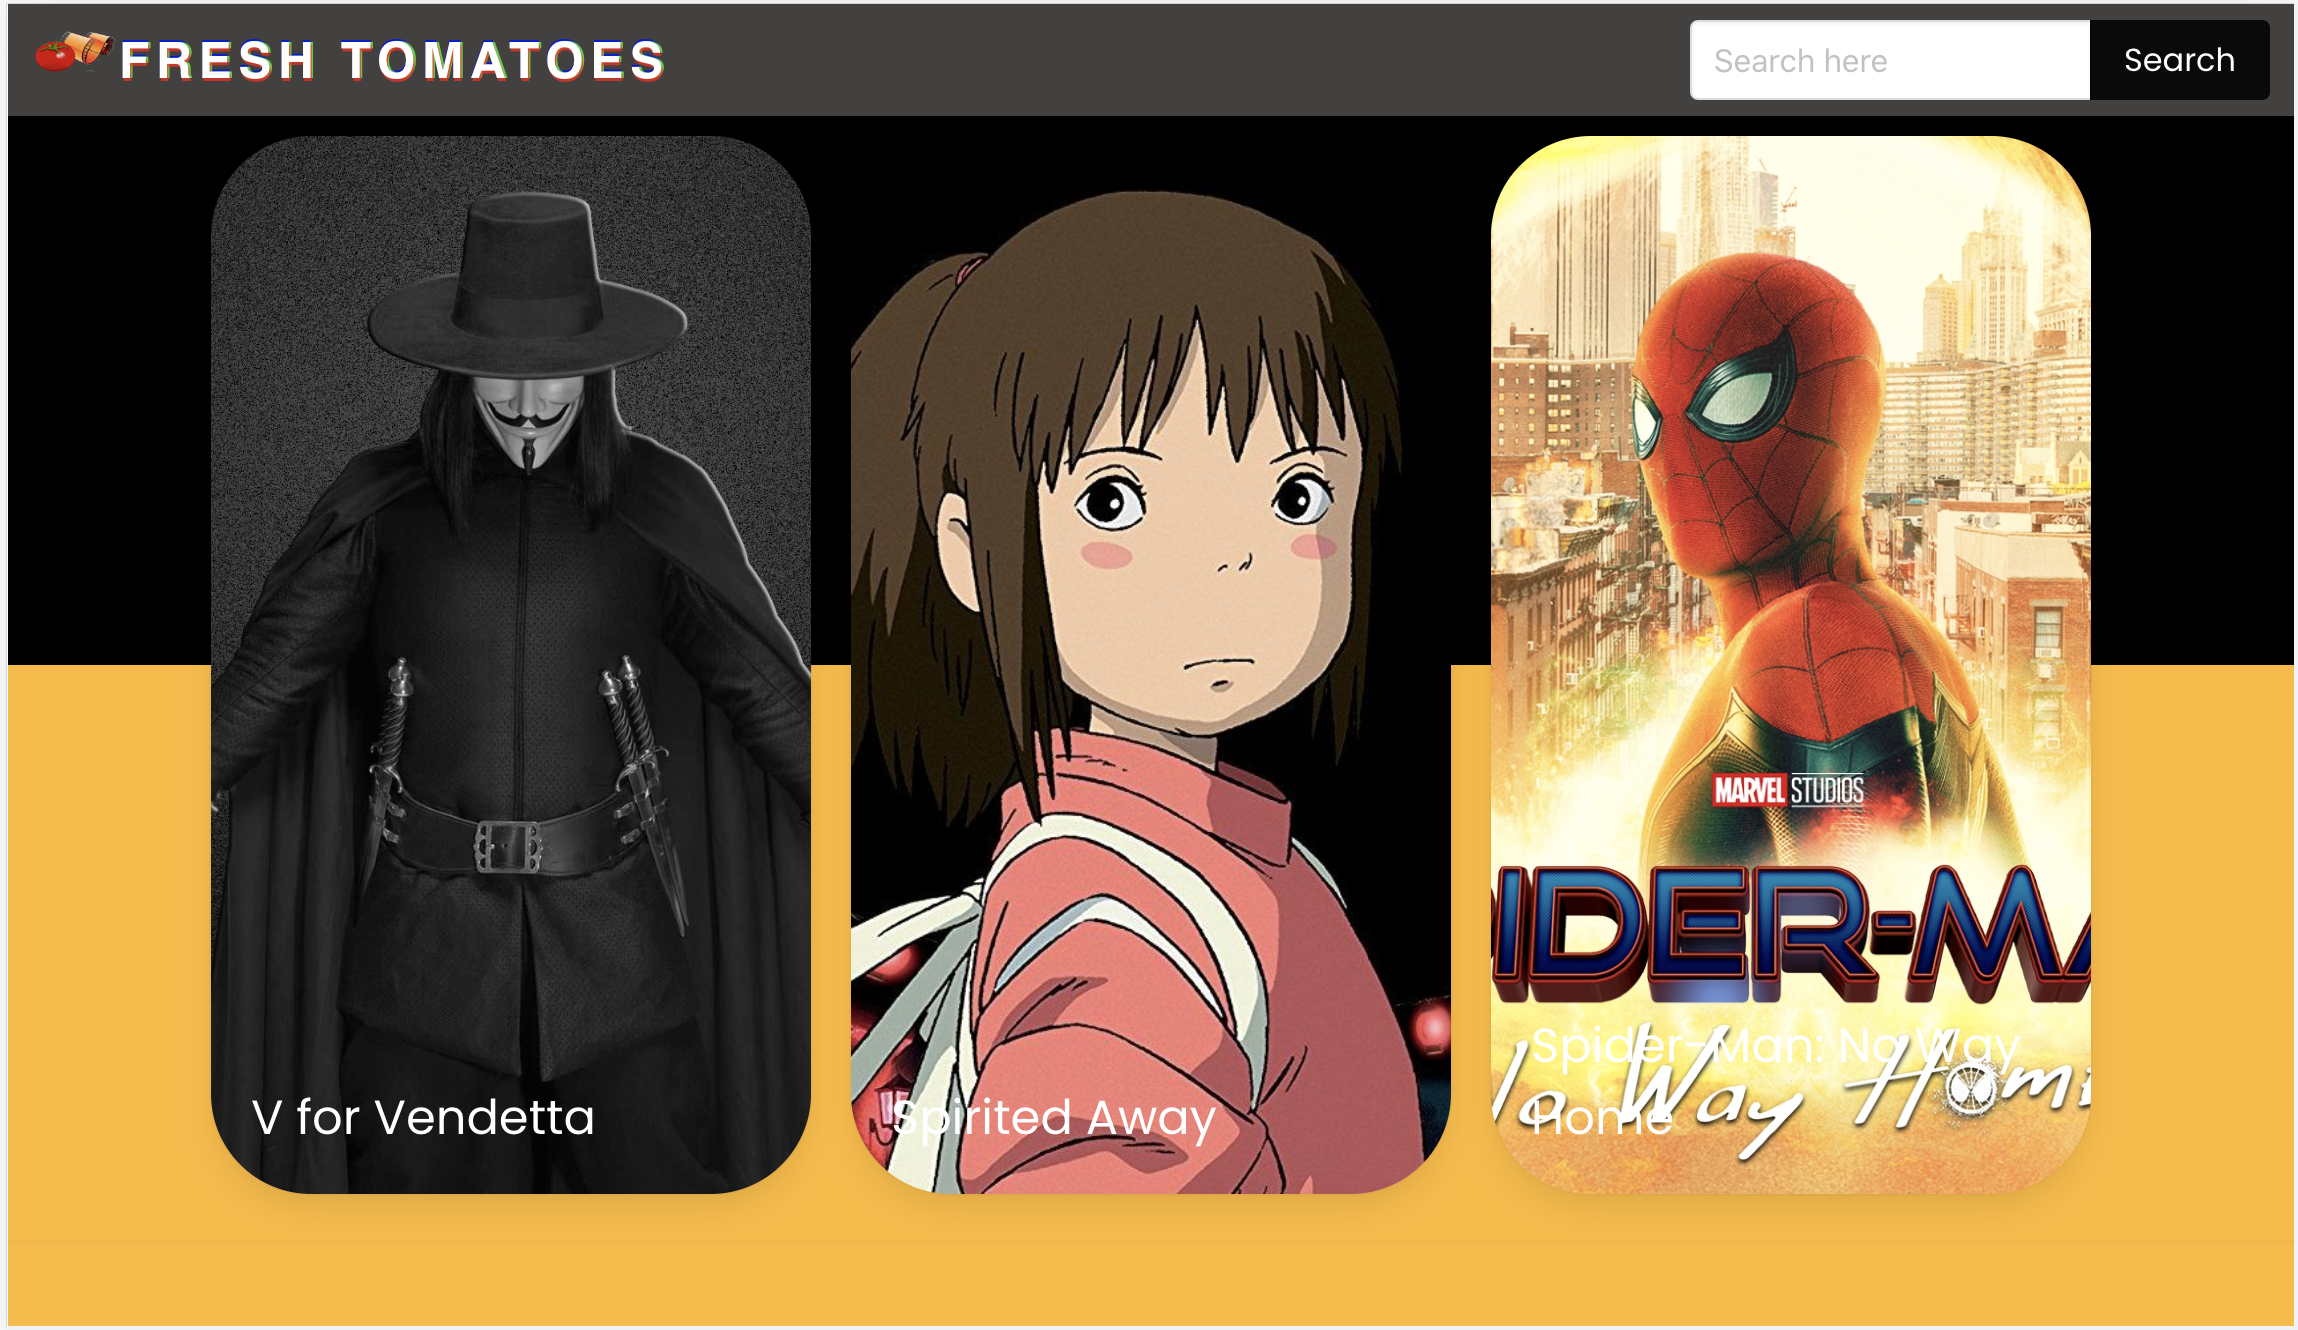 FRESH TOMATOES
Search here
Search
MARVEL STUDIOS
IDER-MA
No Way Home
Spider-Man: No Way
Home
V for Vendetta
Spirited Away